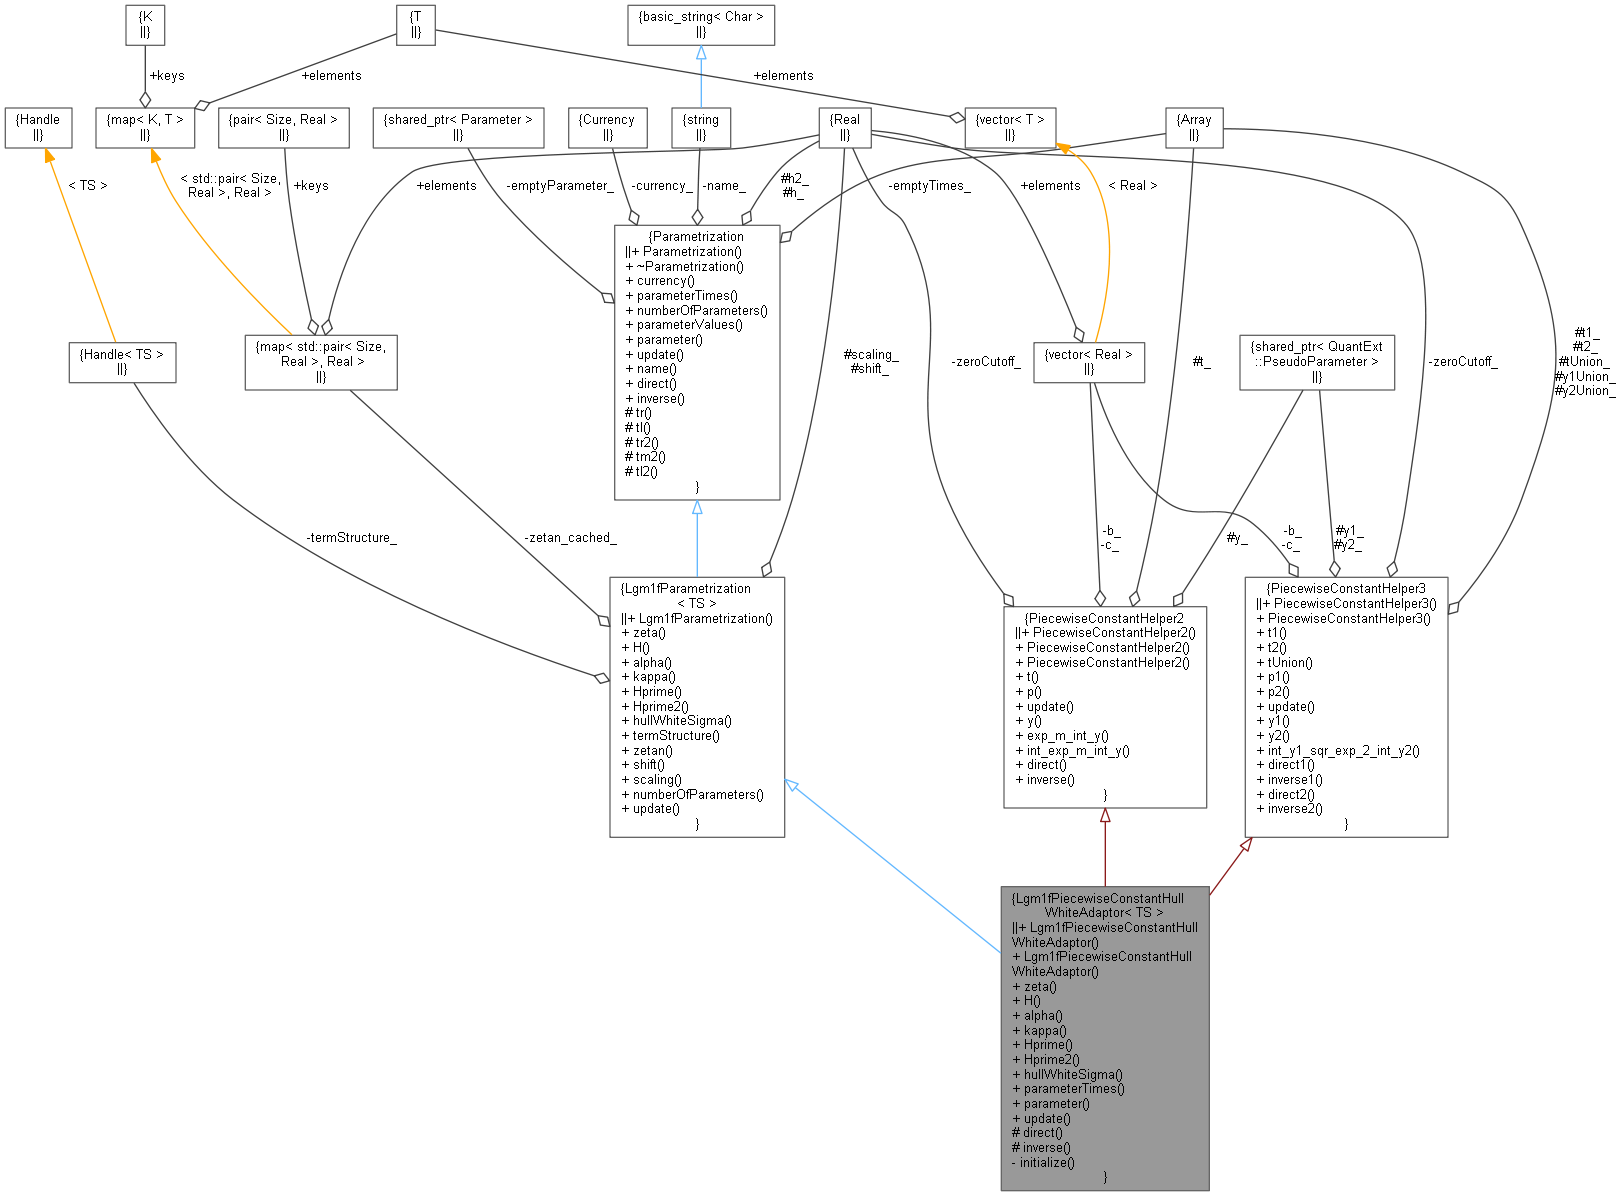 {K
||}
{T
||}
{basic_string< Char >
||}
+keys
+elements
+elements
{Handle
||}
{map< K, T >
||}
{pair< Size, Real >
||}
{shared_ptr< Parameter >
||}
{Currency
||}
{string
||}
{Real
||}
{vector< T >
||}
{Array
||}
< TS >
< std::pair< Size,
Real >, Real >
+keys
+elements
-emptyParameter_
-currency_
-name_
#h2_
#h_
-emptyTimes_
+elements
< Real >
{Parametrization
||+ Parametrization()
+ ~Parametrization()
+ currency()
+ parameterTimes()
+ numberOfParameters()
+ parameterValues()
+ parameter()
+ update()
+ name()
+ direct()
+ inverse()
# tr()
# tl()
# tr2()
# tm2()
# tl2()
}
{Handle< TS >
||}
{map< std::pair< Size,
Real >, Real >
||}
#scaling_
#shift_
-zeroCutoff_
{vector< Real >
||}
#t_
{shared_ptr< QuantExt
::PseudoParameter >
||}
-zeroCutoff_
#t1_
#t2_
#tUnion_
#y1Union_
#y2Union_
-termStructure_
-zetan_cached_
-b_
-c_
#y_
-b_
-c_
#y1_
#y2_
{Lgm1fParametrization
< TS >
||+ Lgm1fParametrization()
+ zeta()
+ H()
+ alpha()
+ kappa()
+ Hprime()
+ Hprime2()
+ hullWhiteSigma()
+ termStructure()
+ zetan()
+ shift()
+ scaling()
+ numberOfParameters()
+ update()
}
{PiecewiseConstantHelper2
||+ PiecewiseConstantHelper2()
+ PiecewiseConstantHelper2()
+ PiecewiseConstantHelper2()
+ t()
+ p()
+ update()
+ y()
+ exp_m_int_y()
+ int_exp_m_int_y()
+ direct()
+ inverse()
}
{PiecewiseConstantHelper3
||+ PiecewiseConstantHelper3()
+ PiecewiseConstantHelper3()
+ t1()
+ t2()
+ tUnion()
+ p1()
+ p2()
+ update()
+ y1()
+ y2()
+ int_y1_sqr_exp_2_int_y2()
+ direct1()
+ inverse1()
+ direct2()
+ inverse2()
}
{Lgm1fPiecewiseConstantHull
WhiteAdaptor< TS >
||+ Lgm1fPiecewiseConstantHull
WhiteAdaptor()
+ Lgm1fPiecewiseConstantHull
WhiteAdaptor()
+ zeta()
+ H()
+ alpha()
+ kappa()
+ Hprime()
+ Hprime2()
+ hullWhiteSigma()
+ parameterTimes()
+ parameter()
+ update()
# direct()
# inverse()
- initialize()
}